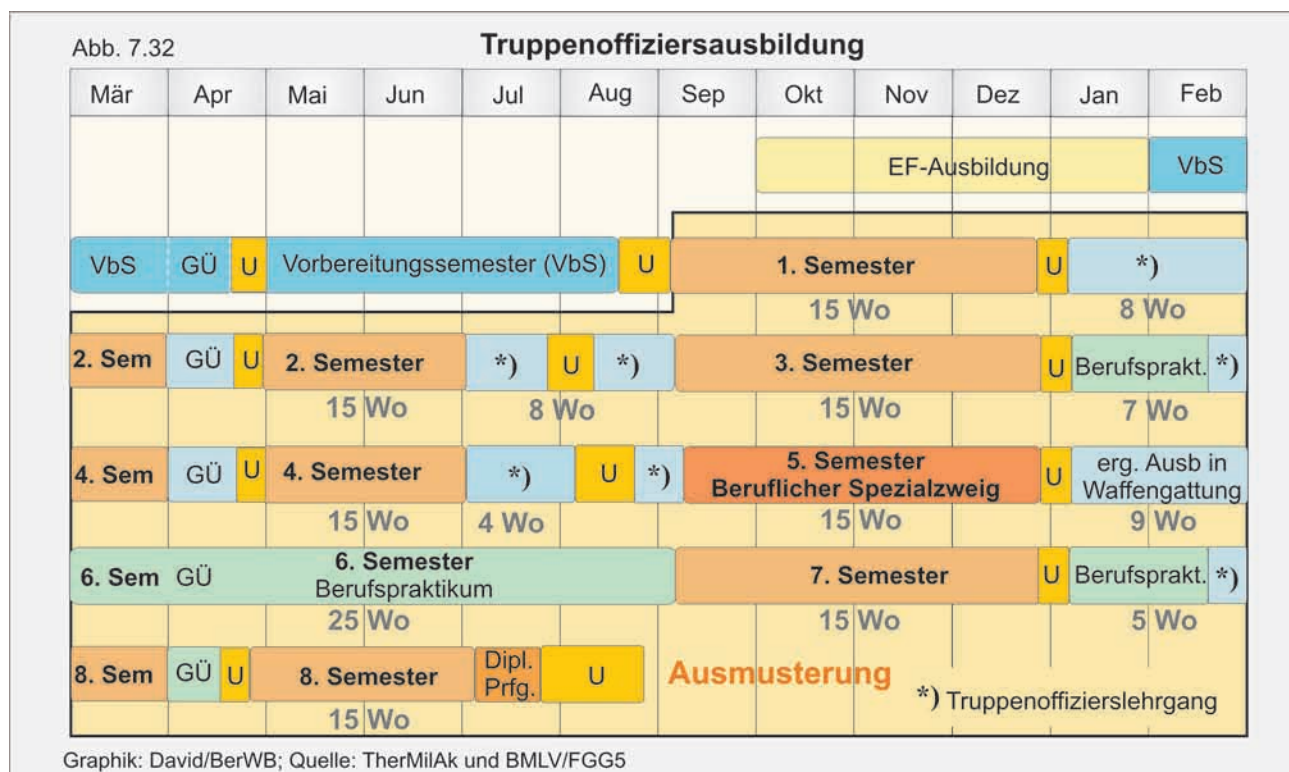 Abb. 7.32
Truppenoffiziersausbildung
Mär Apr Mai Jun Jul Aug Sep Okt Nov Dez Jan Feb
EF-Ausbildung VbS
VbS GÜ U Vorbereitungssemester (VbS) U 1. Semester U *)
15 Wo 8 Wo
2. Sem GÜ U 2. Semester *) U *) 3. Semester U Berufsprakt. *)
15 Wo 8 Wo 15 Wo 7 Wo
4. Sem GÜ U 4. Semester *) U *) 5. Semester Beruflicher Spezialzweig U erg. Ausb in Waffengattung
15 Wo 4 Wo 15 Wo 9 Wo
6. Sem GÜ 6. Semester Berufspraktikum 7. Semester U Berufsprakt. *)
25 Wo 15 Wo 5 Wo
8. Sem GÜ U 8. Semester Dipl. Prfg. U Ausmusterung
*) Truppenoffizierslehrgang
15 Wo
Graphik: David/BerWB; Quelle: TherMilAk und BMLV/FGG5